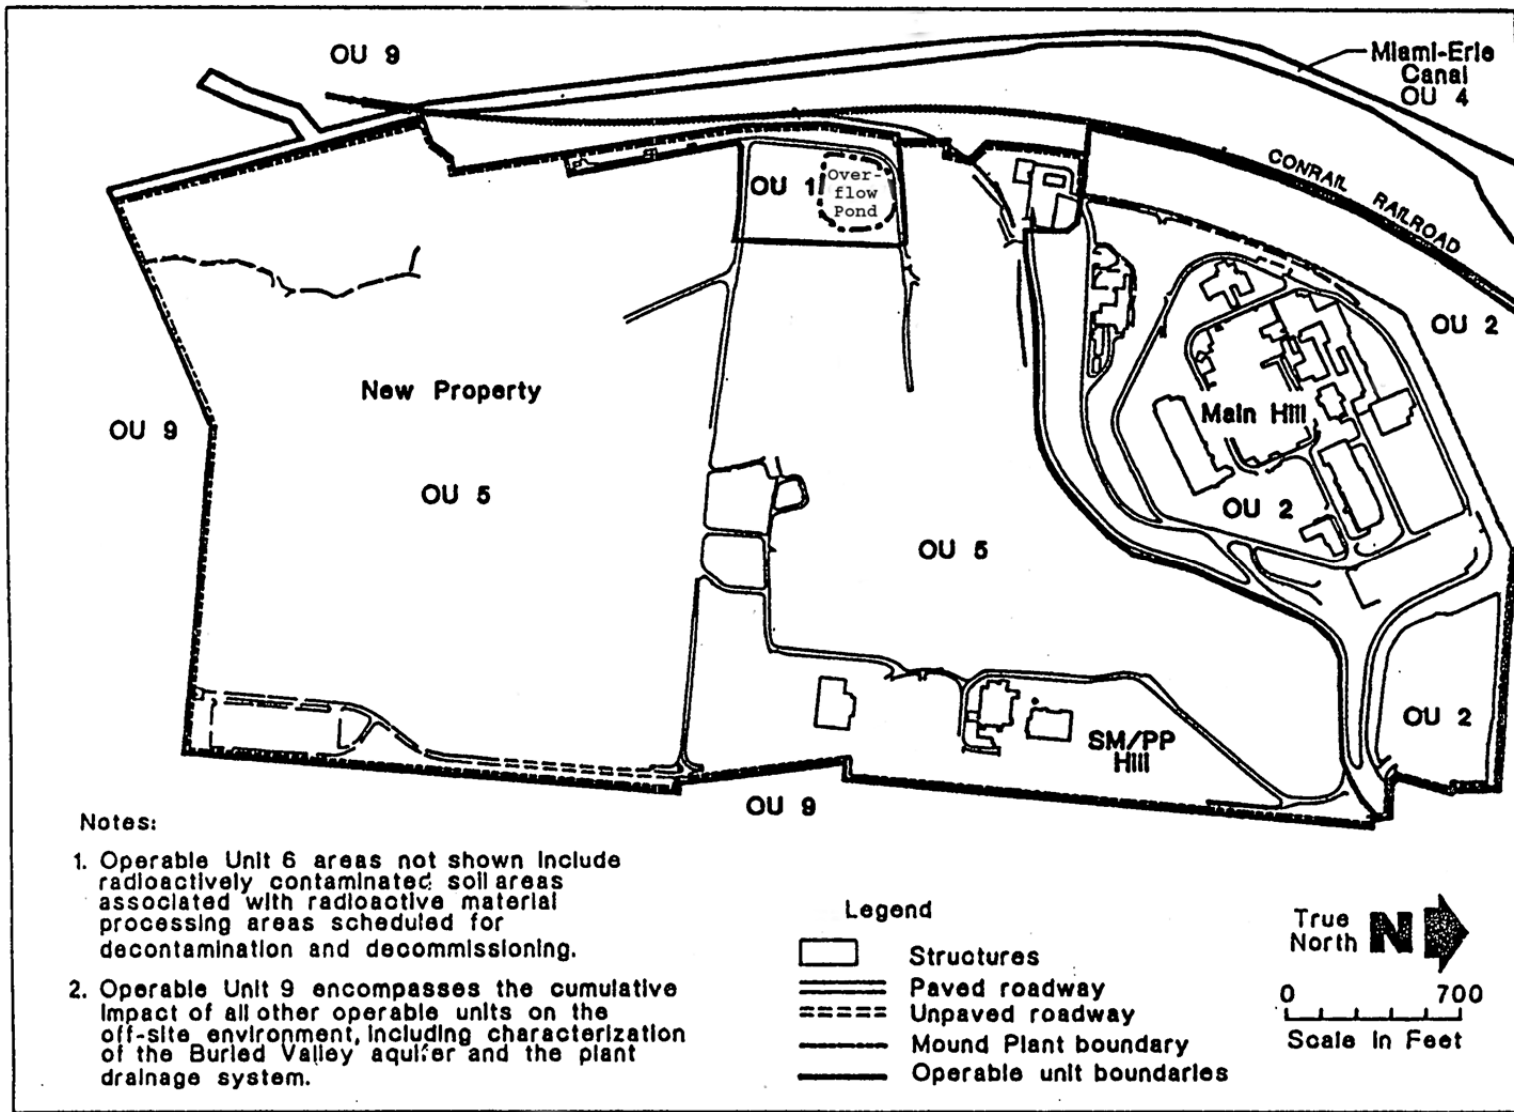 OU 9
Miami-Erie
Canal
OU 4
CONRAIL RAILROAD
OU 1
Over-
flow
Pond
OU 2
New Property
Main Hill
OU 9
OU 5
OU 2
OU 5
OU 2
SM/PP
Hill
OU 9
Notes:
1. Operable Unit 6 areas not shown include
radioactively contaminated soil areas
associated with radioactive material
processing areas scheduled for
decontamination and decommissioning.
2. Operable Unit 9 encompasses the cumulative
impact of all other operable units on the
off-site environment, including characterization
of the Buried Valley aquifer and the plant
drainage system.
Legend
Structures
Paved roadway
Unpaved roadway
Mound Plant boundary
Operable unit boundaries
True
North N
0 700
Scale in Feet